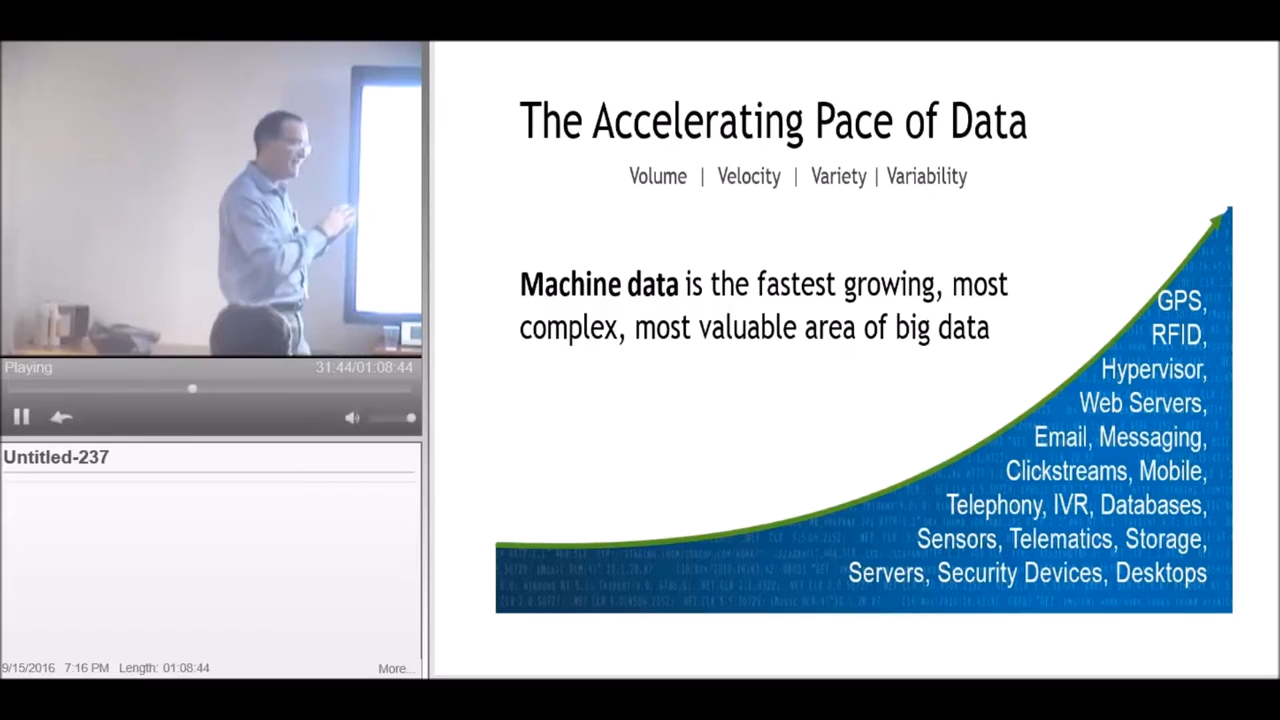 The Accelerating Pace of Data
Volume | Velocity | Variety | Variability
Machine data is the fastest growing, most
complex, most valuable area of big data
GPS,
RFID,
Hypervisor,
Web Servers,
Email, Messaging,
Clickstreams, Mobile,
Telephony, IVR, Databases,
Sensors, Telematics, Storage,
Servers, Security Devices, Desktops
Playing 31:44/01:08:44
Untitled-237
9/15/2016 7:16 PM Length: 01:08:44 More...